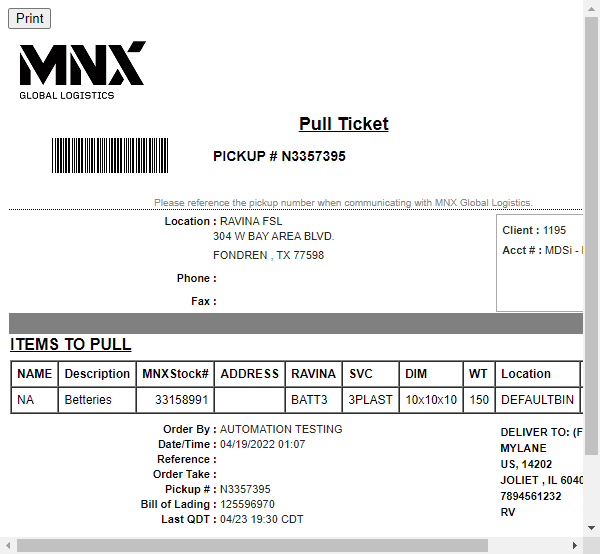 Print
MNX
GLOBAL LOGISTICS
Pull Ticket
PICKUP # N3357395
Please reference the pickup number when communicating with MNX Global Logistics.
Location : RAVINA FSL
304 W BAY AREA BLVD.
FONDREN , TX 77598
Phone :
Fax :
Client : 1195
Acct # : MDSi -
ITEMS TO PULL
NAME Description MNXStock# ADDRESS RAVINA SVC DIM WT Location
NA Betteries 33158991 BATT3 3PLAST 10x10x10 150 DEFAULTBIN
Order By : AUTOMATION TESTING
Date/Time : 04/19/2022 01:07
Reference :
Order Take :
Pickup # : N3357395
Bill of Lading : 125596970
Last QDT : 04/23 19:30 CDT
DELIVER TO: (F
MYLANE
US, 14202
JOLIET , IL 6040
7894561232
RV